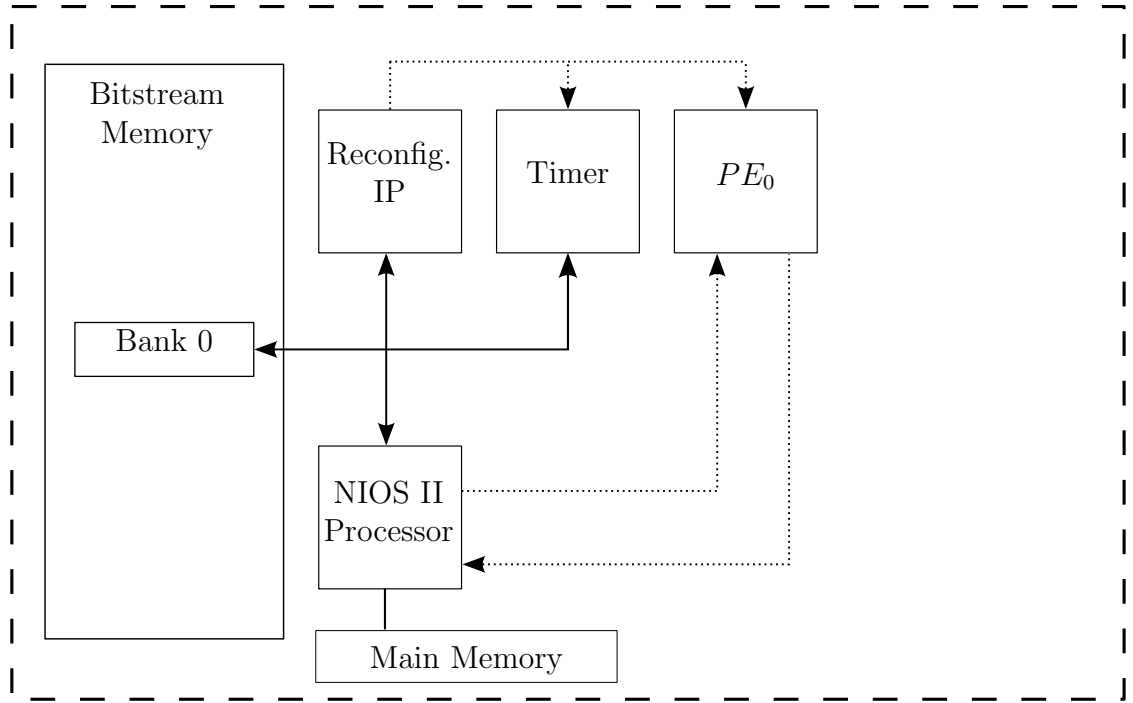 Bitstream
Memory
Reconfig.
IP
Timer
PE₀
Bank 0
NIOS II
Processor
Main Memory